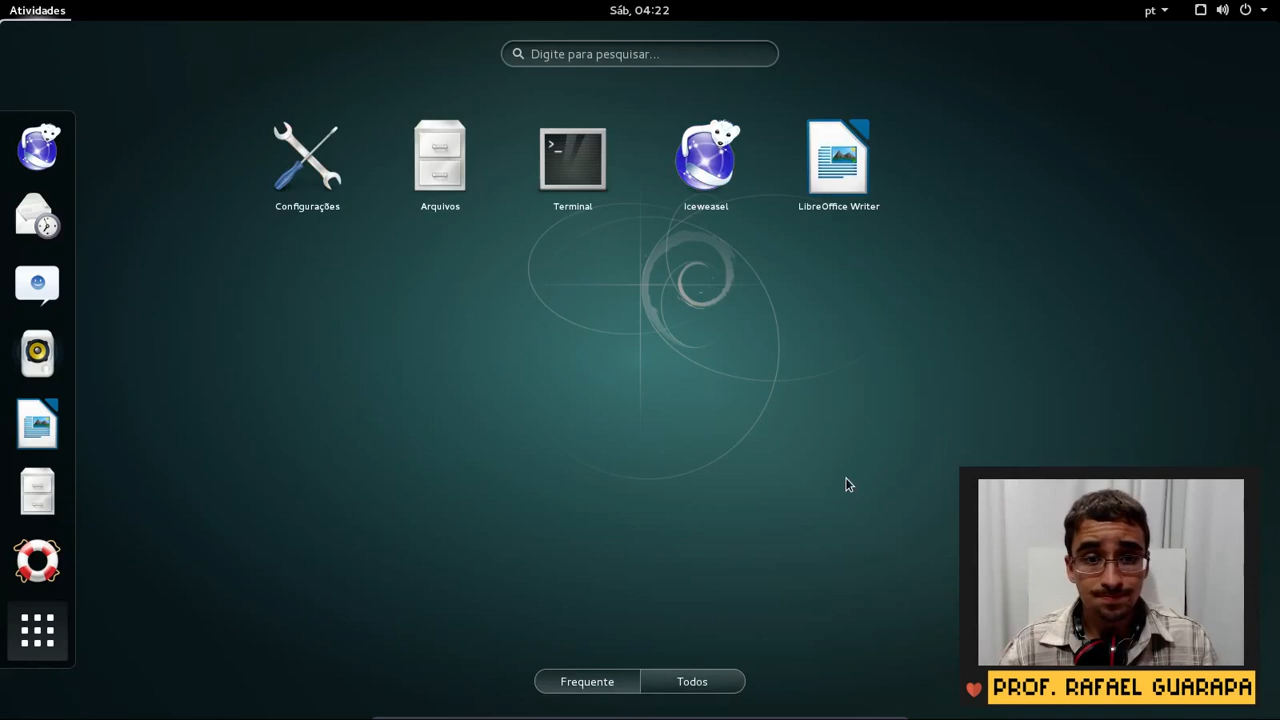 Atividades
Sáb, 04:22
pt
Digite para pesquisar...
Configurações
Arquivos
Terminal
Iceweasel
LibreOffice Writer
Frequente
Todos
PROF. RAFAEL GUARAPA